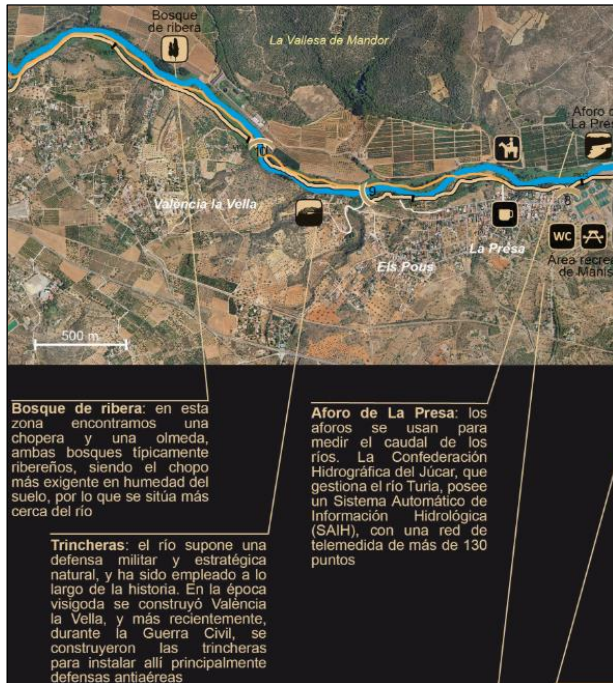 Bosque
de ribera
La Vallesa de Mandor
Aforo d
La Pres
10
València la Vella
9
8
Els Pous
La Presa
WC
Área recrea
de Manis
500 m
Bosque de ribera: en esta
zona encontramos una
chopera y una olmeda,
ambas bosques típicamente
ribereños, siendo el chopo
más exigente en humedad del
suelo, por lo que se sitúa más
cerca del río
Aforo de La Presa: los
aforos se usan para
medir el caudal de los
ríos. La Confederación
Hidrográfica del Júcar, que
gestiona el río Turia, posee
un Sistema Automático de
Información Hidrológica
(SAIH), con una red de
telemedida de más de 130
puntos
Trincheras: el río supone una
defensa militar y estratégica
natural, y ha sido empleado a lo
largo de la historia. En la época
visigoda se construyó València
la Vella, y más recientemente,
durante la Guerra Civil, se
construyeron las trincheras
para instalar allí principalmente
defensas antiaéreas